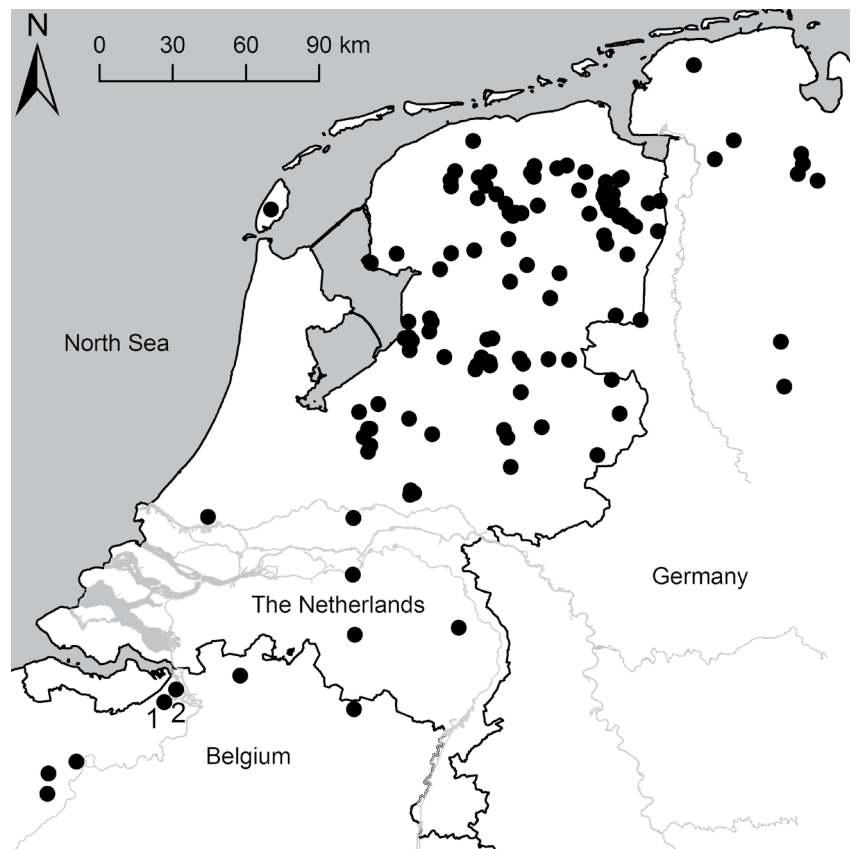 N
0 30 60 90 km
North Sea
Germany
The Netherlands
1 2
Belgium